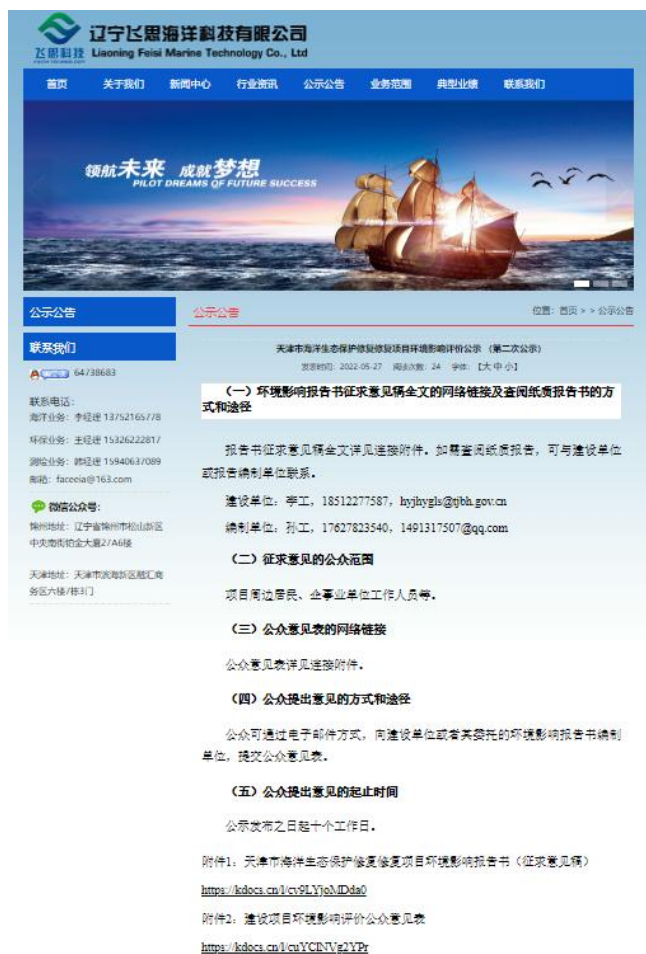 辽宁飞思海洋科技有限公司
飞思科技 Liaoning Feisi Marine Technology Co., Ltd
首页 关于我们 新闻中心 行业资讯 公示公告 业务范围 典型业绩 联系我们
领航未来 成就梦想
PILOT DREAMS OF FUTURE SUCCESS
公示公告
联系我们
64738683
联系电话：
海洋业务：李经理 13752165778
环保业务：王经理 15326222817
测绘业务：韩经理 15940637089
邮箱：faceeia@163.com
微信公众号：
锦州地址：辽宁省锦州市松山新区
中央南街铂金大厦27A6楼
天津地址：天津市滨海新区融汇商
务区六楼7栋3门
公示公告 位置：首页 > > 公示公告
天津市海洋生态保护修复修复项目环境影响评价公示 （第二次公示）
发表时间：2022-05-27 阅读次数：24 字体：【大 中 小】
（一）环境影响报告书征求意见稿全文的网络链接及查阅纸质报告书的方
式和途径
报告书征求意见稿全文详见连接附件。如需查阅纸质报告，可与建设单位
或报告编制单位联系。
建设单位：李工，18512277587，hyjhygls@tjbh.gov.cn
编制单位：孙工，17627823540，1491317507@qq.com
（二）征求意见的公众范围
项目周边居民、企事业单位工作人员等。
（三）公众意见表的网络链接
公众意见表详见连接附件。
（四）公众提出意见的方式和途径
公众可通过电子邮件方式，向建设单位或者其委托的环境影响报告书编制
单位，提交公众意见表。
（五）公众提出意见的起止时间
公示发布之日起十个工作日。
附件1：天津市海洋生态保护修复修复项目环境影响报告书（征求意见稿）
https://kdocs.cn/l/cv9LYjoMDda0
附件2：建设项目环境影响评价公众意见表
https://kdocs.cn/l/cuYClNVg2YPr